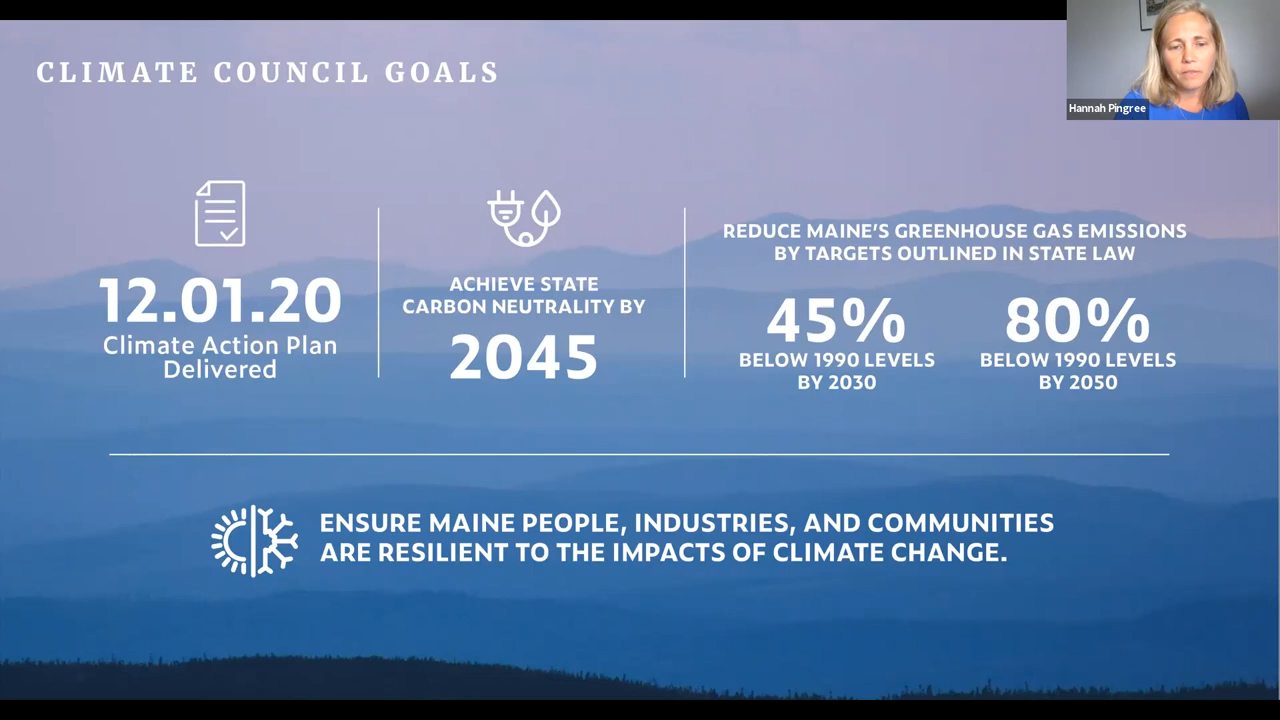 CLIMATE COUNCIL GOALS
Hannah Pingree
12.01.20
Climate Action Plan
Delivered
ACHIEVE STATE
CARBON NEUTRALITY BY
2045
REDUCE MAINE'S GREENHOUSE GAS EMISSIONS
BY TARGETS OUTLINED IN STATE LAW
45%
BELOW 1990 LEVELS
BY 2030
80%
BELOW 1990 LEVELS
BY 2050
ENSURE MAINE PEOPLE, INDUSTRIES, AND COMMUNITIES
ARE RESILIENT TO THE IMPACTS OF CLIMATE CHANGE.